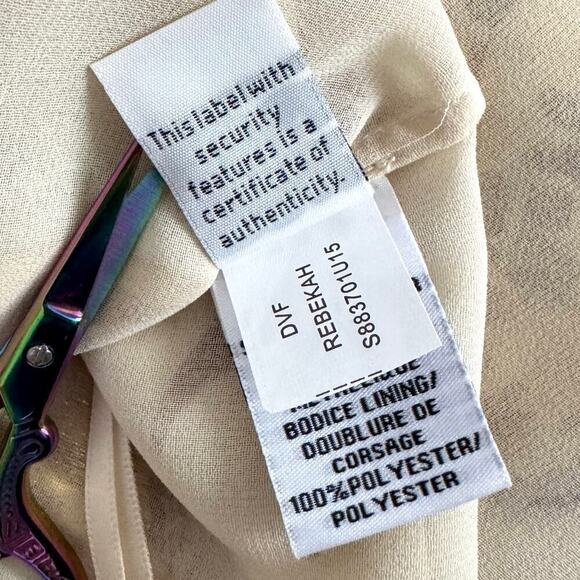 This label with
security
features is a
certificate of
authenticity.
DVF
REBEKAH
S883701U15
BODICE LINING/
DOUBLURE DE
CORSAGE
100%POLYESTER/
POLYESTER